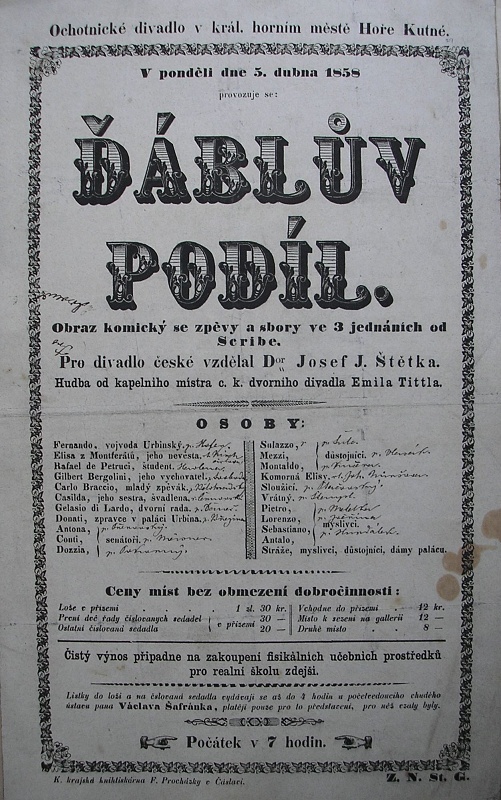 Ochotnické divadlo v král. horním městě Hoře Kutné.
V pondělí dne 5. dubna 1858
provozuje se:
ĎÁBLŮV
PODÍL.
Obraz komický se zpěvy a sbory ve 3 jednáních od
Scribe.
Pro divadlo české vzdělal Dor Josef J. Štětka.
Hudba od kapelního místra c. k. dvorního divadla Emila Tittla.
OSOBY:
Fernando, vojvoda Urbinský,
Elisa z Montferátů, jeho nevěsta.
Rafael de Petruci, študent.
Gilbert Bergolini, jeho vychovatel.
Carlo Braccio, mladý zpěvák.
Casilda, jeho sestra, švadlena.
Gelasio di Lardo, dvorní rada.
Donati, zpravce v paláci Urbina.
Antona,
Conti, senátoři.
Dozzia,
Salazzo,
Mezzi, důstojníci.
Montaldo,
Komorná Elisy.
Sloužící.
Vrátný.
Pietro,
Lorenzo, myslivci.
Sebastiano,
Antalo,
Stráže, myslivci, důstojníci, dámy palácu.
Ceny míst bez obmezení dobročinnosti:
Lože v přízemí 1 zl. 30 kr.
První dvě řady číslovaných sedadel v přízemí 30 —
Ostatní číslovaná sedadla 20 —
Vchodné do přízemí 12 kr.
Místo k sezení na gallerii 12 —
Druhé místo 8 —
Čistý výnos připadne na zakoupení fisikálních učebních prostředků
pro realní školu zdejší.
Lístky do loží a na číslovaná sedadla vydávají se až do 4 hodin u počtvedoucího chudého
ústavu pana Václava Šafránka, platějí pouze pro to představení, pro něž vzaty byly.
Počátek v 7 hodin.
K. krajská knihtiskárna F. Procházky v Čáslavi.
Z. N. St. G.